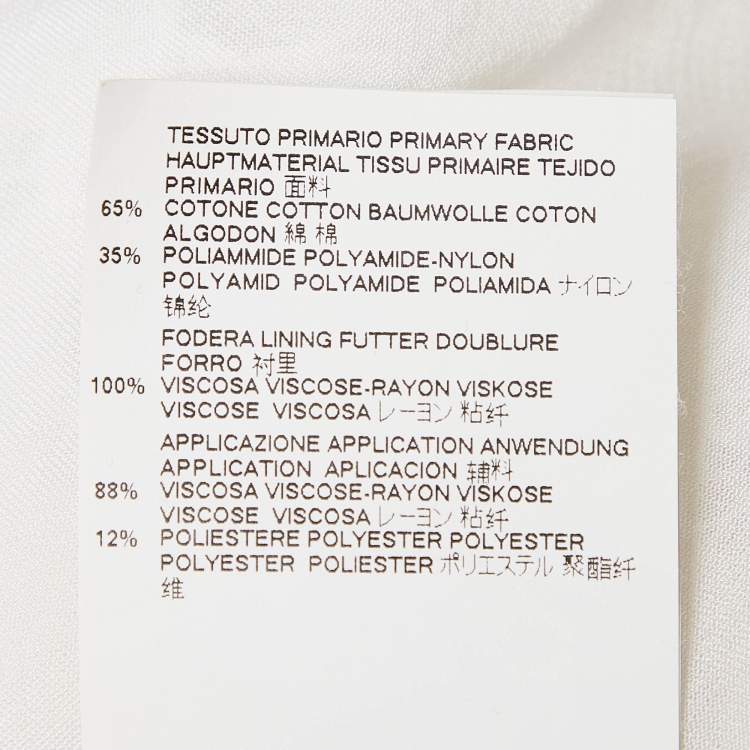 TESSUTO PRIMARIO PRIMARY FABRIC
HAUPTMATERIAL TISSU PRIMAIRE TEJIDO
PRIMARIO 面料
65% COTONE COTTON BAUMWOLLE COTON
ALGODON 綿 棉
35% POLIAMMIDE POLYAMIDE-NYLON
POLYAMID POLYAMIDE POLIAMIDA ナイロン
锦纶
FODERA LINING FUTTER DOUBLURE
FORRO 衬里
100% VISCOSA VISCOSE-RAYON VISKOSE
VISCOSE VISCOSA レーヨン 粘纤
APPLICAZIONE APPLICATION ANWENDUNG
APPLICATION APLICACION 辅料
88% VISCOSA VISCOSE-RAYON VISKOSE
VISCOSE VISCOSA レーヨン 粘纤
12% POLIESTERE POLYESTER POLYESTER
POLYESTER POLIESTER ポリエステル 聚酯纤
维